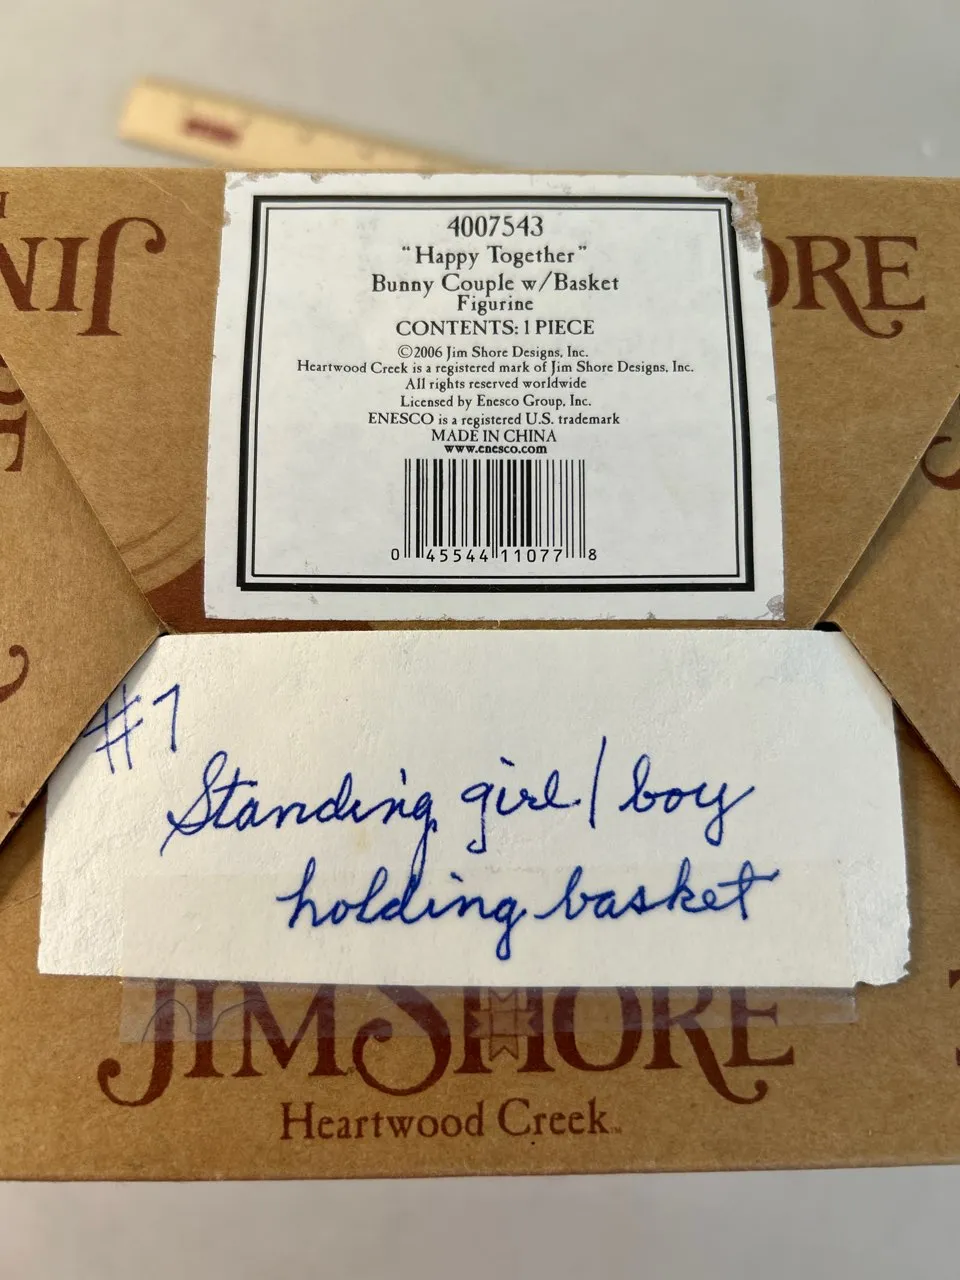 JIM
SHORE
4007543
“Happy Together”
Bunny Couple w/Basket
Figurine
CONTENTS: 1 PIECE
©2006 Jim Shore Designs, Inc.
Heartwood Creek is a registered mark of Jim Shore Designs, Inc.
All rights reserved worldwide
Licensed by Enesco Group, Inc.
ENESCO is a registered U.S. trademark
MADE IN CHINA
www.enesco.com
0 45544 11077 8
#7
Standing girl / boy
holding basket
JIM SHORE
Heartwood Creek™